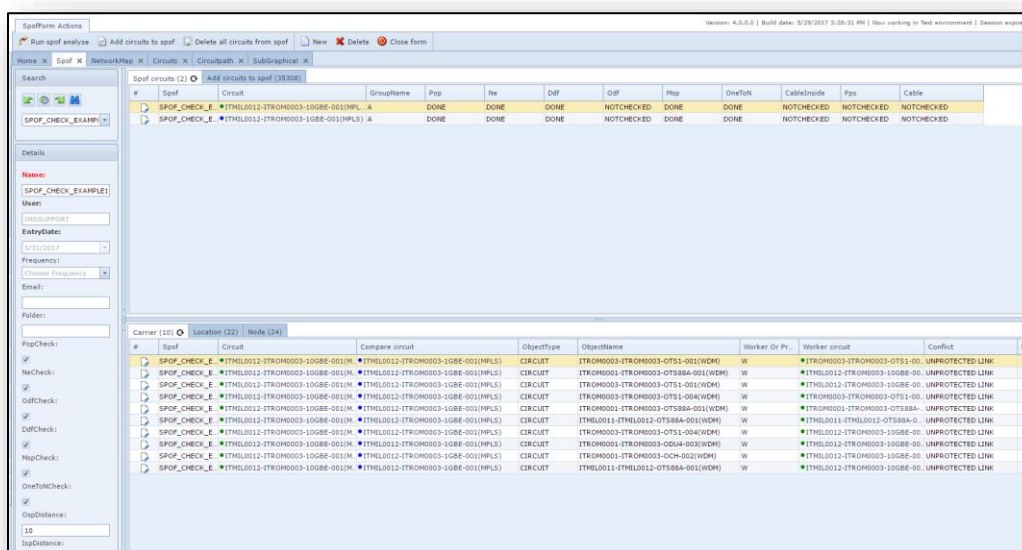 SpofForm Actions
Version: 4.0.0.0 | Build date: 5/29/2017 3:28:31 PM | Now working in Test environment | Session expire
Run spof analyse Add circuits to spof Delete all circuits from spof New Delete Close form
Home X Spof X NetworkMap X Circuits X Circuitpath X SubGraphical X
Search
SPOF_CHECK_EXAMPl
Details
Name:
SPOF_CHECK_EXAMPLE1
User:
IMSSUPPORT
EntryDate:
5/31/2017
Frequency:
Choose Frequency
Email:
Folder:
PopCheck:
NeCheck:
OdfCheck:
DdfCheck:
MspCheck:
OneToNCheck:
OspDistance:
10
IspDistance:
Spof circuits (2) Add circuits to spof (35308)
# Spof Circuit GroupName Pop Ne Ddf Odf Msp OneToN CableInside Pps Cable
SPOF_CHECK_E.. ITMIL0012-ITROM0003-10GBE-001(MPL.. A DONE DONE DONE NOTCHECKED DONE DONE NOTCHECKED NOTCHECKED NOTCHECKED
SPOF_CHECK_E.. ITMIL0012-ITROM0003-1GBE-001(MPLS) A DONE DONE DONE NOTCHECKED DONE DONE NOTCHECKED NOTCHECKED NOTCHECKED
Carrier (10) Location (22) Node (24)
# Spof Circuit Compare circuit ObjectType ObjectName Worker Or Pr... Worker circuit Conflict
SPOF_CHECK_E.. ITMIL0012-ITROM0003-10GBE-001(M.. ITMIL0012-ITROM0003-1GBE-001(MPLS) CIRCUIT ITROM0003-ITROM0003-OTS1-001(WDM) W ITROM0003-ITROM0003-OTS1-00.. UNPROTECTED LINK
SPOF_CHECK_E.. ITMIL0012-ITROM0003-10GBE-001(M.. ITMIL0012-ITROM0003-1GBE-001(MPLS) CIRCUIT ITROM0001-ITROM0003-OTS88A-001(WDM) W ITMIL0012-ITROM0003-10GBE-00.. UNPROTECTED LINK
SPOF_CHECK_E.. ITMIL0012-ITROM0003-10GBE-001(M.. ITMIL0012-ITROM0003-1GBE-001(MPLS) CIRCUIT ITROM0003-ITROM0003-OTS1-001(WDM) W ITMIL0012-ITROM0003-10GBE-00.. UNPROTECTED LINK
SPOF_CHECK_E.. ITMIL0012-ITROM0003-10GBE-001(M.. ITMIL0012-ITROM0003-1GBE-001(MPLS) CIRCUIT ITROM0003-ITROM0003-OTS1-004(WDM) W ITROM0003-ITROM0003-OTS1-00.. UNPROTECTED LINK
SPOF_CHECK_E.. ITMIL0012-ITROM0003-10GBE-001(M.. ITMIL0012-ITROM0003-1GBE-001(MPLS) CIRCUIT ITROM0001-ITROM0003-OTS88A-001(WDM) W ITROM0001-ITROM0003-OTS88A-.. UNPROTECTED LINK
SPOF_CHECK_E.. ITMIL0012-ITROM0003-10GBE-001(M.. ITMIL0012-ITROM0003-1GBE-001(MPLS) CIRCUIT ITMIL0011-ITMIL0012-OTS88A-001(WDM) W ITMIL0011-ITMIL0012-OTS88A-0.. UNPROTECTED LINK
SPOF_CHECK_E.. ITMIL0012-ITROM0003-10GBE-001(M.. ITMIL0012-ITROM0003-1GBE-001(MPLS) CIRCUIT ITROM0003-ITROM0003-OTS1-004(WDM) W ITMIL0012-ITROM0003-10GBE-00.. UNPROTECTED LINK
SPOF_CHECK_E.. ITMIL0012-ITROM0003-10GBE-001(M.. ITMIL0012-ITROM0003-1GBE-001(MPLS) CIRCUIT ITROM0001-ITROM0003-ODU4-003(WDM) W ITMIL0012-ITROM0003-10GBE-00.. UNPROTECTED LINK
SPOF_CHECK_E.. ITMIL0012-ITROM0003-10GBE-001(M.. ITMIL0012-ITROM0003-1GBE-001(MPLS) CIRCUIT ITROM0001-ITROM0003-OCH-002(WDM) W ITMIL0012-ITROM0003-10GBE-00.. UNPROTECTED LINK
SPOF_CHECK_E.. ITMIL0012-ITROM0003-10GBE-001(M.. ITMIL0012-ITROM0003-1GBE-001(MPLS) CIRCUIT ITMIL0011-ITMIL0012-OTS88A-001(WDM) W ITMIL0012-ITROM0003-10GBE-00.. UNPROTECTED LINK